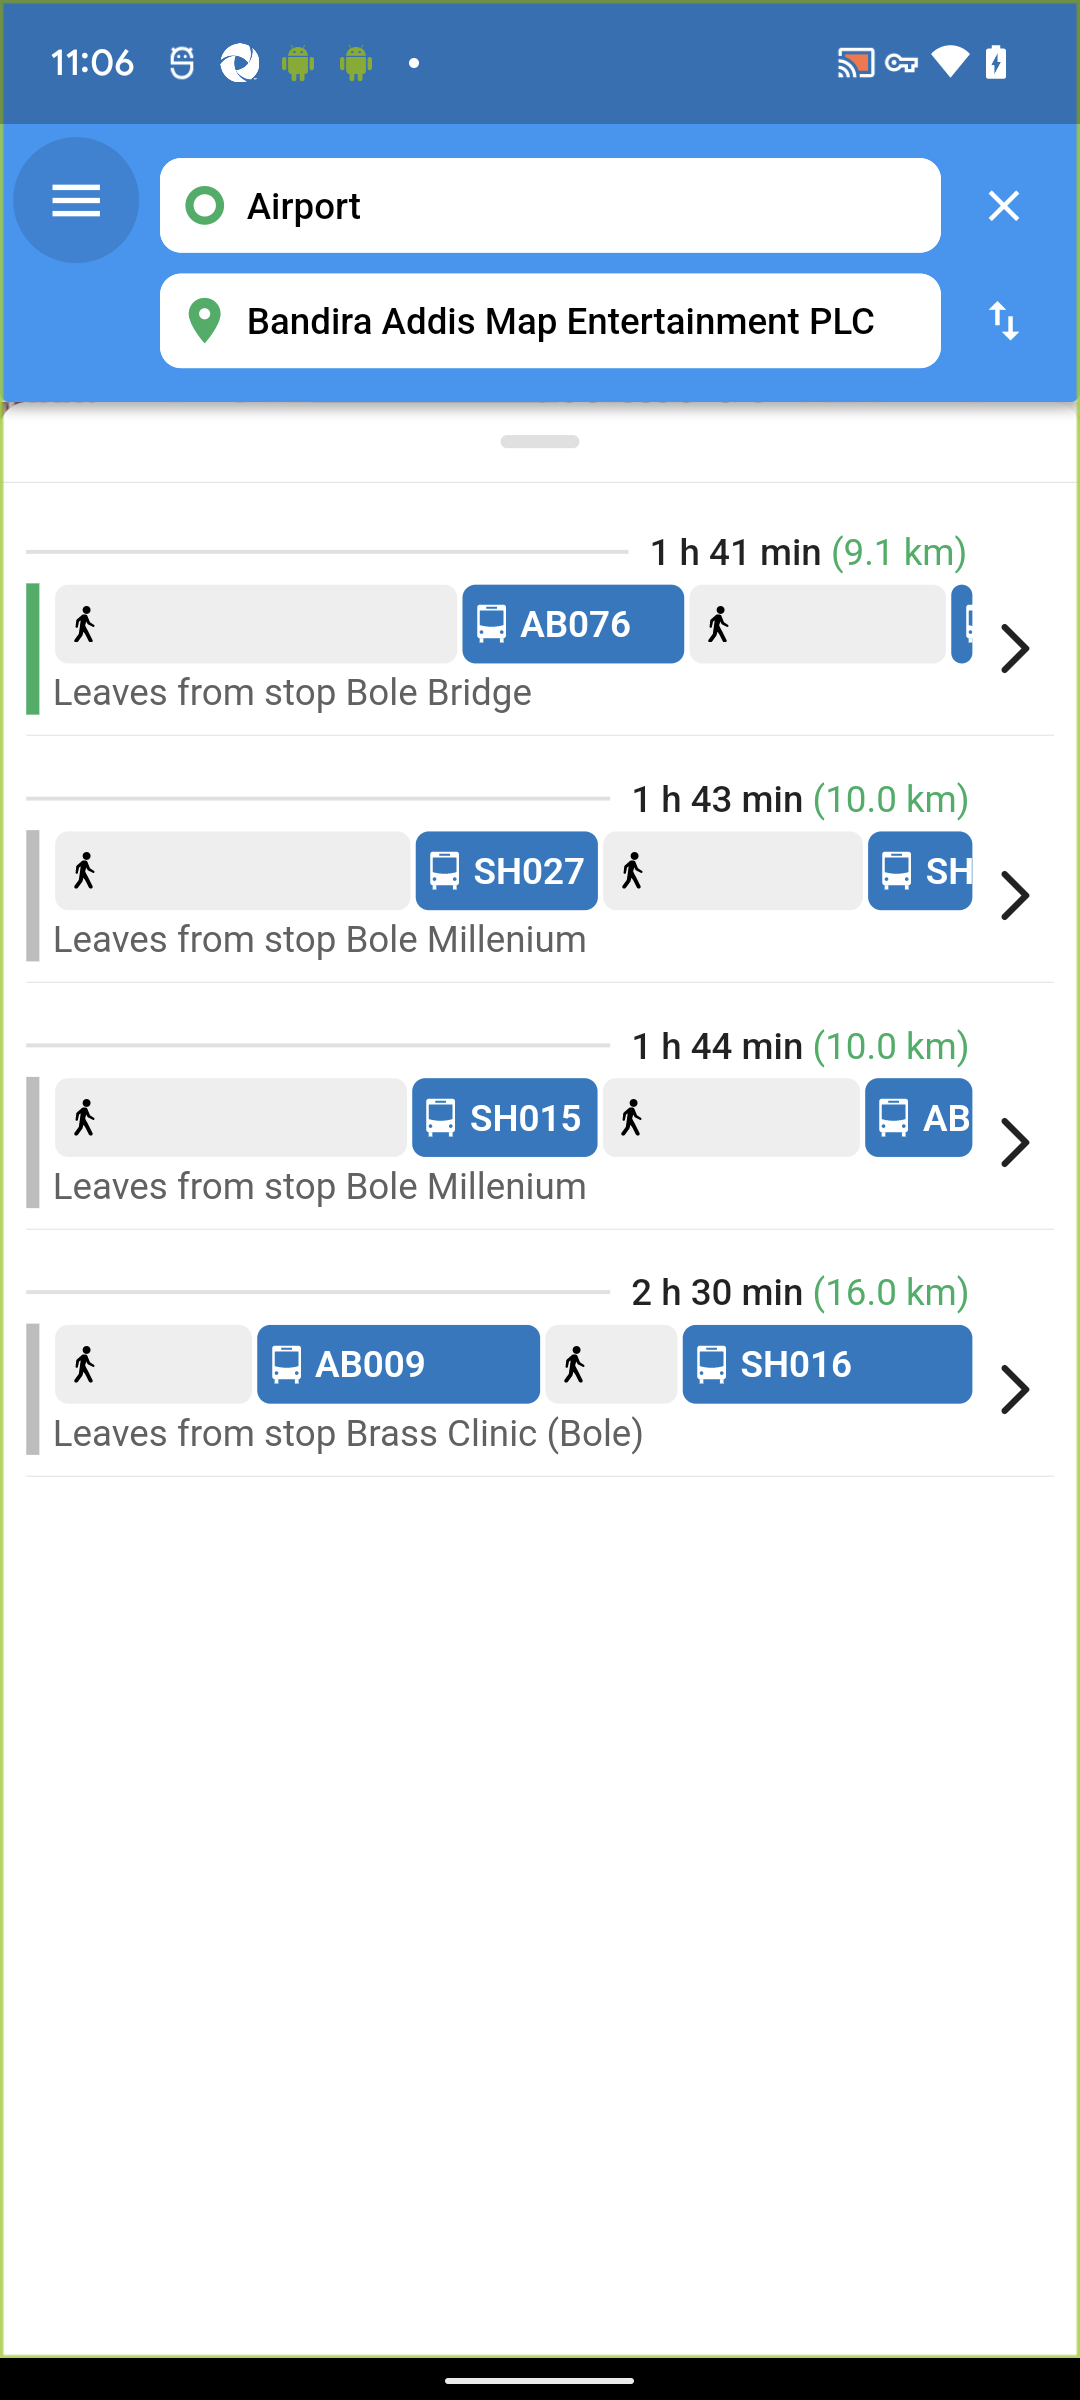 11:06
Airport
Bandira Addis Map Entertainment PLC
1 h 41 min (9.1 km)
AB076
Leaves from stop Bole Bridge
1 h 43 min (10.0 km)
SH027 SH
Leaves from stop Bole Millenium
1 h 44 min (10.0 km)
SH015 AB
Leaves from stop Bole Millenium
2 h 30 min (16.0 km)
AB009 SH016
Leaves from stop Brass Clinic (Bole)